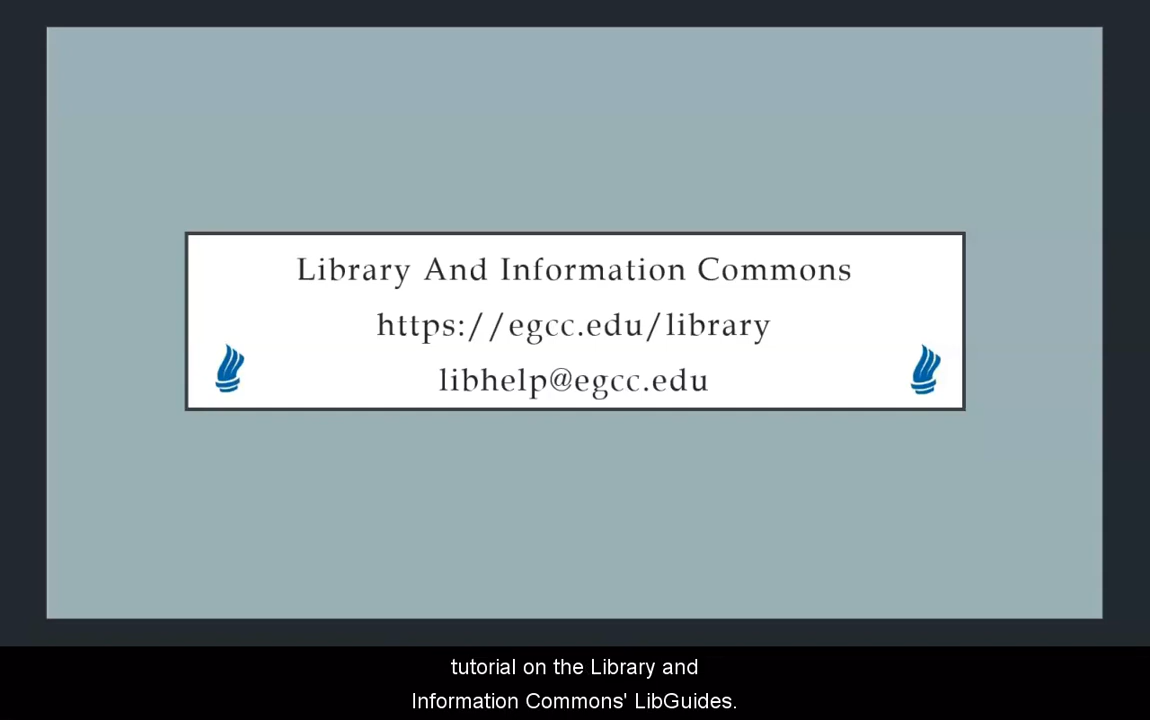 Library And Information Commons
https://egcc.edu/library
libhelp@egcc.edu
tutorial on the Library and
Information Commons' LibGuides.